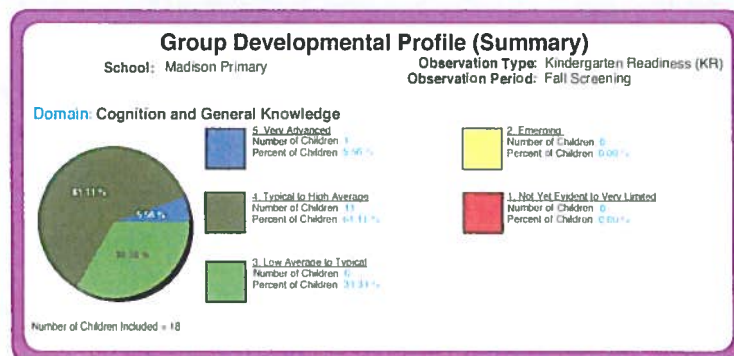 Group Developmental Profile (Summary)
School: Madison Primary
Observation Type: Kindergarten Readiness (KR)
Observation Period: Fall Screening
Domain: Cognition and General Knowledge
61.11 %
5.56 %
5. Very Advanced
Number of Children 1
Percent of Children 5.56 %
4. Typical to High Average
Number of Children 11
Percent of Children 61.11 %
3. Low Average to Typical
Number of Children 6
Percent of Children
2. Emerging
Number of Children 0
Percent of Children 0.00 %
1. Not Yet Evident to Very Limited
Number of Children 0
Percent of Children 0.00 %
Number of Children Included = 18